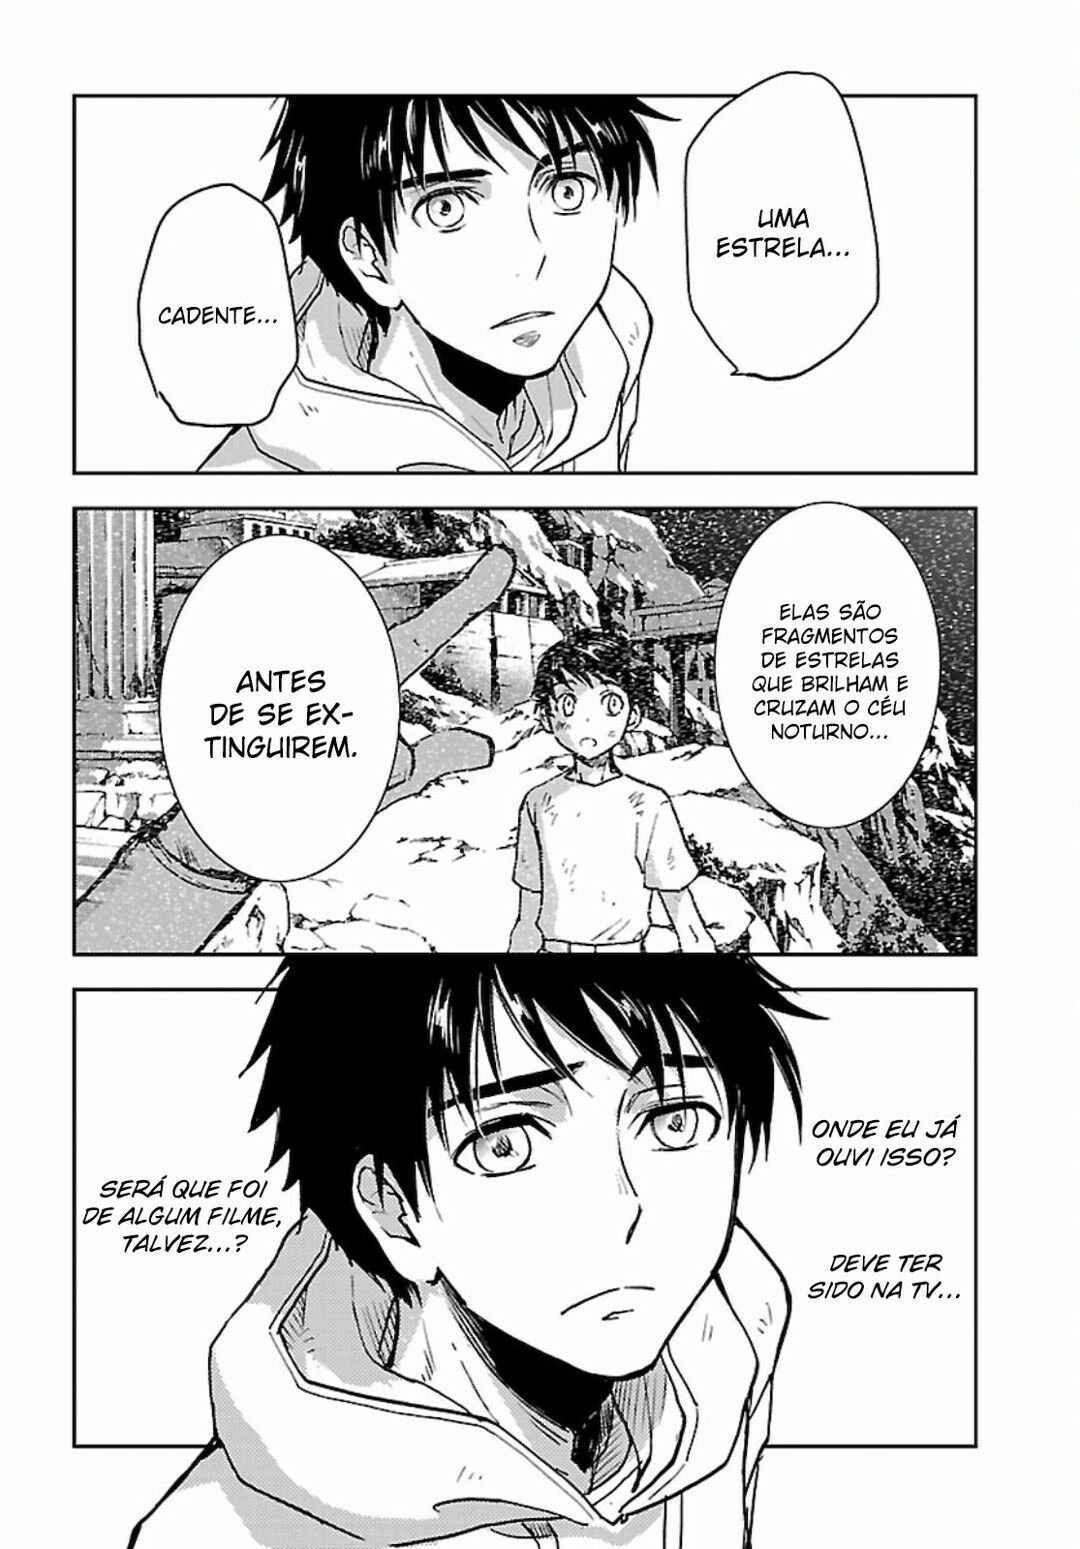 UMA
ESTRELA...
CADENTE...
ELAS SÃO
FRAGMENTOS
DE ESTRELAS
QUE BRILHAM E
CRUZAM O CÉU
NOTURNO...
ANTES
DE SE EX-
TINGUIREM.
ONDE EU JÁ
OUVI ISSO?
DEVE TER
SIDO NA TV...
SERÁ QUE FOI
DE ALGUM FILME,
TALVEZ...?